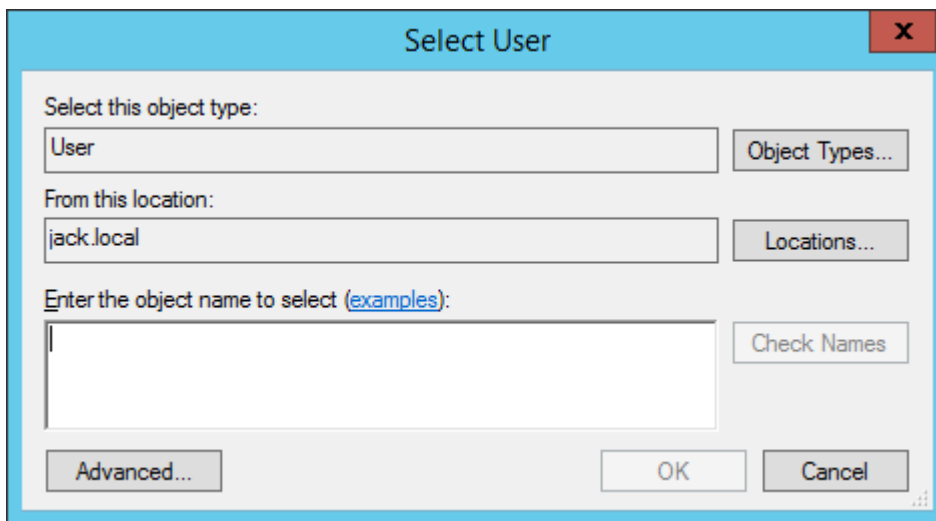 Select User
x
Select this object type:
User
Object Types...
From this location:
jack.local
Locations...
Enter the object name to select (examples):
Check Names
Advanced...
OK
Cancel